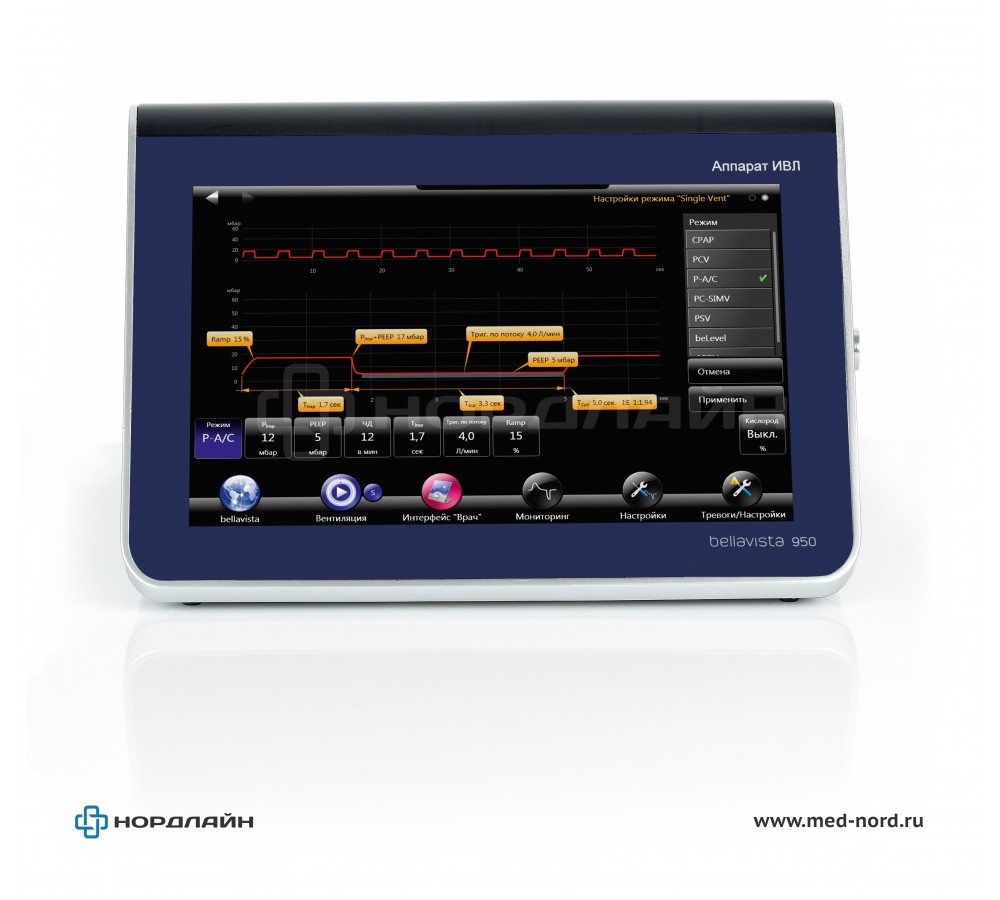 Аппарат ИВЛ
Настройки режима "Single Vent"
мбар
60
40
20
0
10
20
30
40
50
сек
мбар
60
50
40
30
20
10
0
2
5
сек
Ramp 15 %
Pinsp+PEEP 17 мбар
Триг. по потоку 4,0 Л/мин
PEEP 5 мбар
Tinsp 1,7 сек
Texp 3,3 сек
5,0 сек I:E 1:1,94
Режим
CPAP
PCV
P-A/C
PC-SIMV
PSV
beLevel
Отмена
Применить
Режим
P-A/C
Pinsp
12
мбар
PEEP
5
мбар
ЧД
12
в мин
Tinsp
1,7
сек
Триг. по потоку
4,0
Л/мин
Ramp
15
%
Кислород
Выкл.
%
S
bellavista
Вентиляция
Интерфейс "Врач"
Мониторинг
Настройки
Тревоги/Настройки
НОРДЛАЙН
bellavista 950
НОРДЛАЙН
www.med-nord.ru